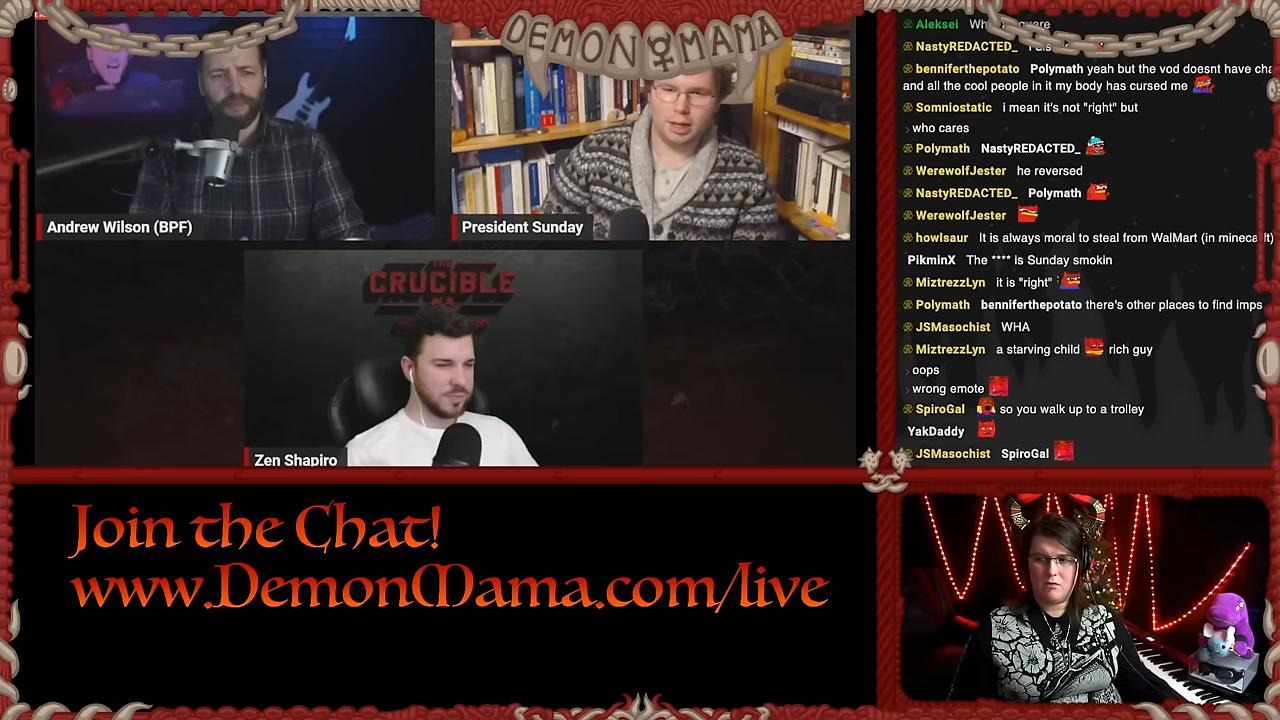 DEMON MAMA
Andrew Wilson (BPF)
President Sunday
THE
CRUCIBLE
Zen Shapiro
Aleksei
NastyREDACTED_
benniferthepotato Polymath yeah but the vod doesnt have cha
and all the cool people in it my body has cursed me
Somniostatic i mean it's not "right" but
who cares
Polymath NastyREDACTED_
WerewolfJester he reversed
NastyREDACTED_ Polymath
WerewolfJester
howlsaur It is always moral to steal from WalMart (in minecraft)
PikminX The **** is Sunday smokin
MiztrezzLyn it is "right"
Polymath benniferthepotato there's other places to find imps
JSMasochist WHA
MiztrezzLyn a starving child rich guy
oops
wrong emote
SpiroGal so you walk up to a trolley
YakDaddy
JSMasochist SpiroGal
Join the Chat!
www.DemonMama.com/live